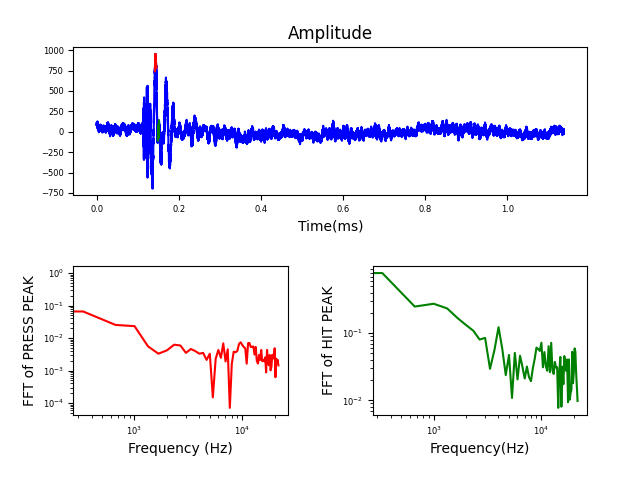 Amplitude
1000
750
500
250
0
−250
−500
−750
0.0 0.2 0.4 0.6 0.8 1.0
Time(ms)
FFT of PRESS PEAK
10⁰
10⁻¹
10⁻²
10⁻³
10⁻⁴
10³ 10⁴
Frequency (Hz)
FFT of HIT PEAK
10⁻¹
10⁻²
10³ 10⁴
Frequency(Hz)